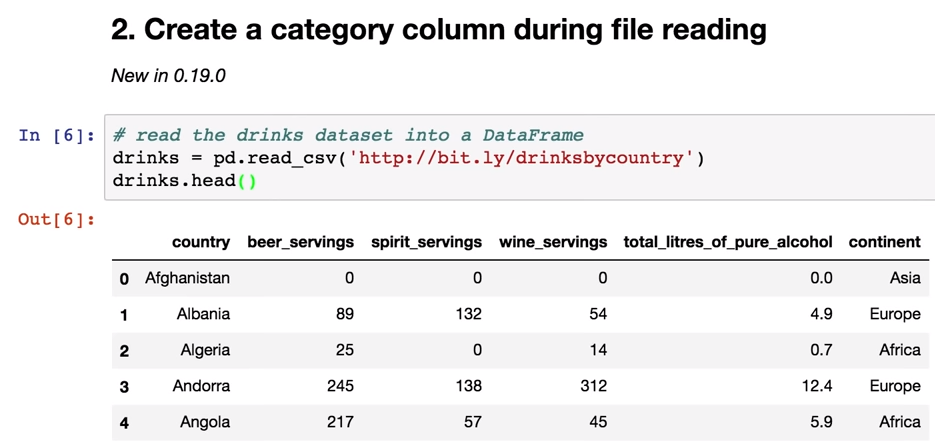 2. Create a category column during file reading
New in 0.19.0
In [6]: # read the drinks dataset into a DataFrame
drinks = pd.read_csv('http://bit.ly/drinksbycountry')
drinks.head()
Out[6]:
country beer_servings spirit_servings wine_servings total_litres_of_pure_alcohol continent
0 Afghanistan 0 0 0 0.0 Asia
1 Albania 89 132 54 4.9 Europe
2 Algeria 25 0 14 0.7 Africa
3 Andorra 245 138 312 12.4 Europe
4 Angola 217 57 45 5.9 Africa